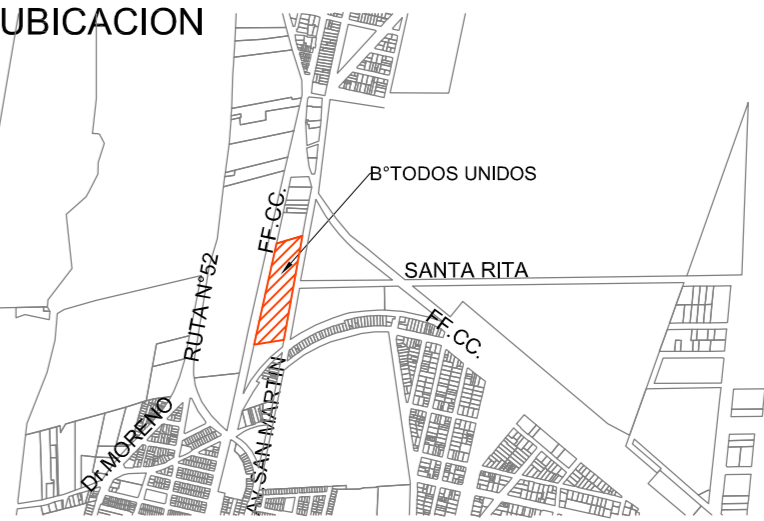 UBICACION
B°TODOS UNIDOS
FF.CC.
SANTA RITA
RUTA N°52
FF.CC.
Dr.MORENO
AV.SAN MARTIN